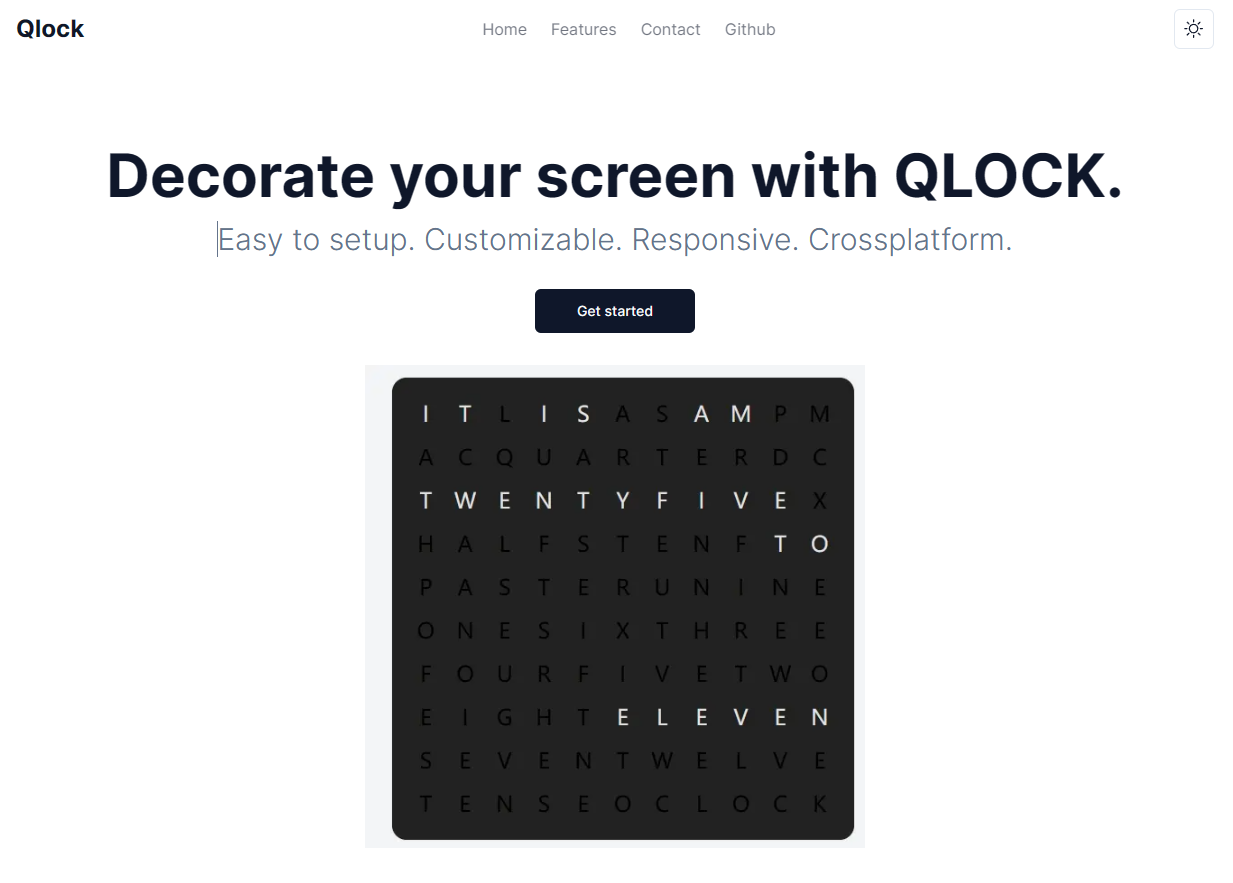 Qlock
Home Features Contact Github
Decorate your screen with QLOCK.
Easy to setup. Customizable. Responsive. Crossplatform.
Get started
I T L I S A S A M P M
A C Q U A R T E R D C
T W E N T Y F I V E X
H A L F S T E N F T O
P A S T E R U N I N E
O N E S I X T H R E E
F O U R F I V E T W O
E I G H T E L E V E N
S E V E N T W E L V E
T E N S E O C L O C K